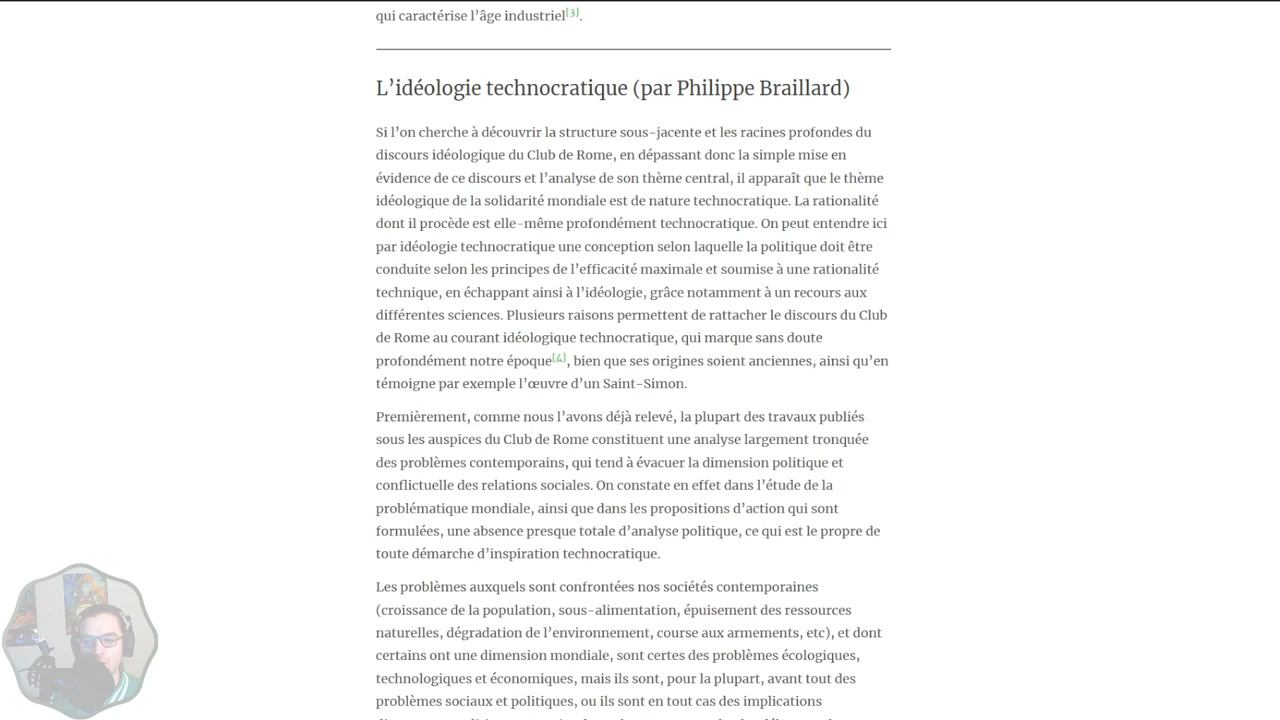 qui caractérise l’âge industriel[3].
L’idéologie technocratique (par Philippe Braillard)
Si l’on cherche à découvrir la structure sous-jacente et les racines profondes du
discours idéologique du Club de Rome, en dépassant donc la simple mise en
évidence de ce discours et l’analyse de son thème central, il apparaît que le thème
idéologique de la solidarité mondiale est de nature technocratique. La rationalité
dont il procède est elle-même profondément technocratique. On peut entendre ici
par idéologie technocratique une conception selon laquelle la politique doit être
conduite selon les principes de l’efficacité maximale et soumise à une rationalité
technique, en échappant ainsi à l’idéologie, grâce notamment à un recours aux
différentes sciences. Plusieurs raisons permettent de rattacher le discours du Club
de Rome au courant idéologique technocratique, qui marque sans doute
profondément notre époque[4], bien que ses origines soient anciennes, ainsi qu’en
témoigne par exemple l’œuvre d’un Saint-Simon.
Premièrement, comme nous l’avons déjà relevé, la plupart des travaux publiés
sous les auspices du Club de Rome constituent une analyse largement tronquée
des problèmes contemporains, qui tend à évacuer la dimension politique et
conflictuelle des relations sociales. On constate en effet dans l’étude de la
problématique mondiale, ainsi que dans les propositions d’action qui sont
formulées, une absence presque totale d’analyse politique, ce qui est le propre de
toute démarche d’inspiration technocratique.
Les problèmes auxquels sont confrontées nos sociétés contemporaines
(croissance de la population, sous-alimentation, épuisement des ressources
naturelles, dégradation de l’environnement, course aux armements, etc), et dont
certains ont une dimension mondiale, sont certes des problèmes écologiques,
technologiques et économiques, mais ils sont, pour la plupart, avant tout des
problèmes sociaux et politiques, ou ils sont en tout cas des implications